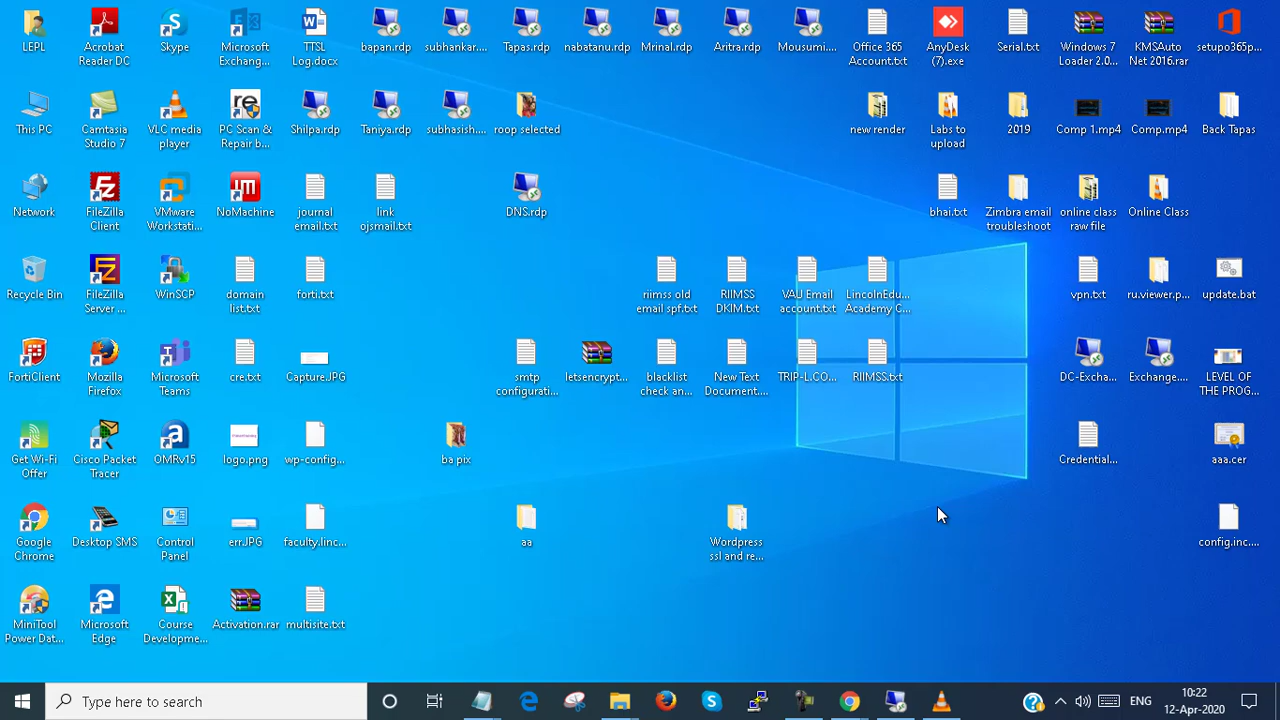 LEPL
Acrobat
Reader DC
Skype
Microsoft
Exchang...
TTSL
Log.docx
bapan.rdp
subhankar....
Tapas.rdp
nabatanu.rdp
Mrinal.rdp
Aritra.rdp
Mousumi....
Office 365
Account.txt
AnyDesk
(7).exe
Serial.txt
Windows 7
Loader 2.0...
KMSAuto
Net 2016.rar
setupo365p...
This PC
Camtasia
Studio 7
VLC media
player
re
PC Scan &
Repair b...
Shilpa.rdp
Taniya.rdp
subhasish....
roop selected
new render
Labs to
upload
2019
Comp 1.mp4
Comp.mp4
Back Tapas
Network
FileZilla
Client
VMware
Workstati...
NoMachine
journal
email.txt
link
ojsmail.txt
DNS.rdp
bhai.txt
Zimbra email
troubleshoot
online class
raw file
Online Class
Recycle Bin
FileZilla
Server ...
WinSCP
domain
list.txt
forti.txt
riimss old
email spf.txt
RIIMSS
DKIM.txt
VAU Email
account.txt
LincolnEdu...
Academy C...
vpn.txt
ru.viewer.p...
update.bat
FortiClient
Mozilla
Firefox
Microsoft
Teams
cre.txt
Capture.JPG
smtp
configurati...
letsencrypt...
blacklist
check an...
New Text
Document....
TRIP-L.CO...
RIIMSS.txt
DC-Excha...
Exchange....
LEVEL OF
THE PROG...
Get Wi-Fi
Offer
Cisco Packet
Tracer
OMRv15
logo.png
wp-config...
ba pix
Credential...
aaa.cer
Google
Chrome
Desktop SMS
Control
Panel
err.JPG
faculty.linc...
aa
Wordpress
ssl and re...
config.inc....
MiniTool
Power Dat...
Microsoft
Edge
Course
Developme...
Activation.rar
multisite.txt
Type here to search
ENG
10:22
12-Apr-2020